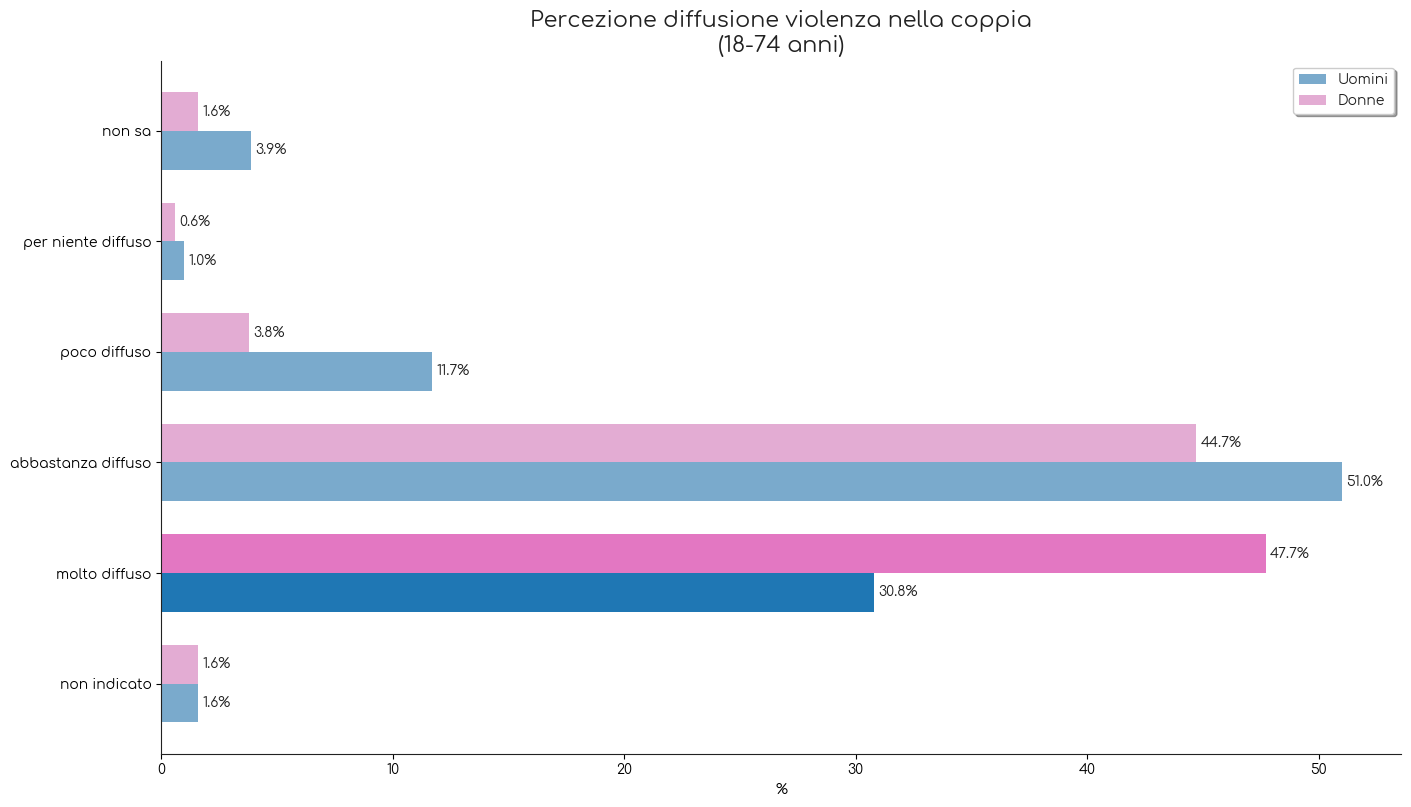 Percezione diffusione violenza nella coppia
(18-74 anni)
Uomini
Donne
non sa
1.6%
3.9%
per niente diffuso
0.6%
1.0%
poco diffuso
3.8%
11.7%
abbastanza diffuso
44.7%
51.0%
molto diffuso
47.7%
30.8%
non indicato
1.6%
1.6%
0 10 20 30 40 50
%